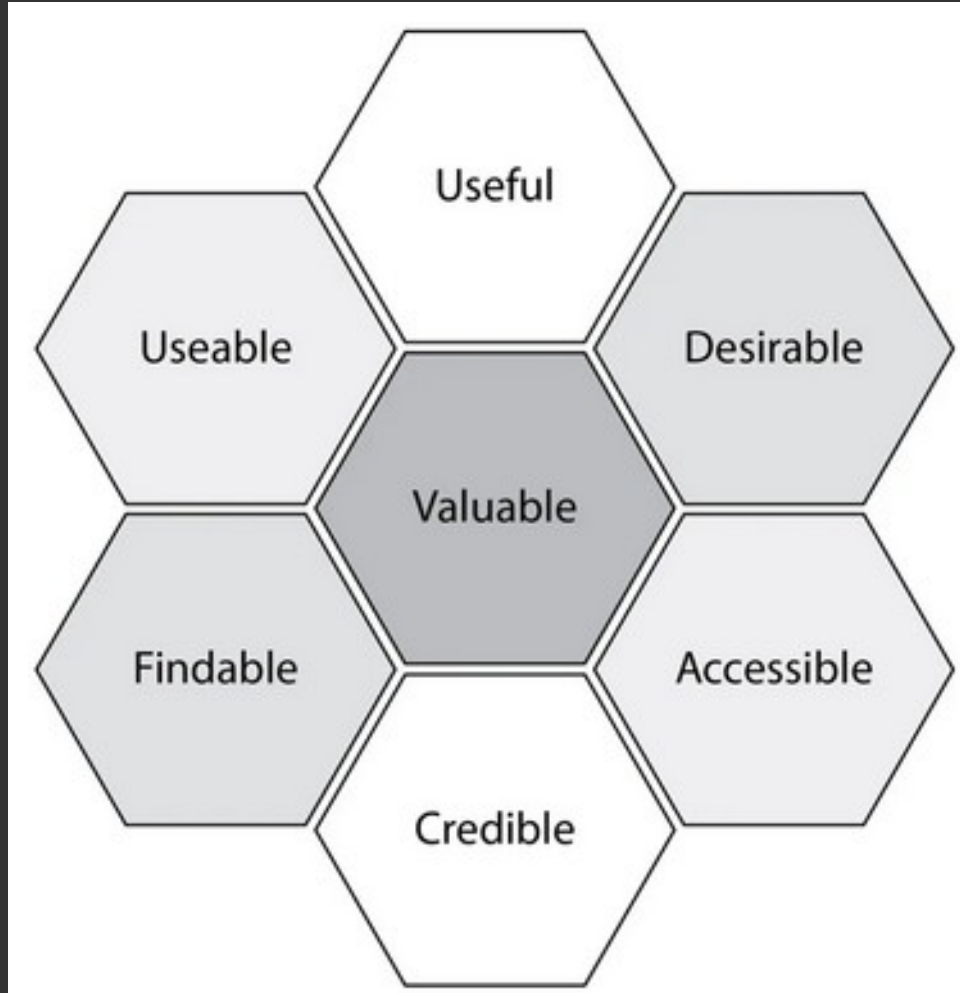 Useful
Useable
Desirable
Valuable
Findable
Accessible
Credible